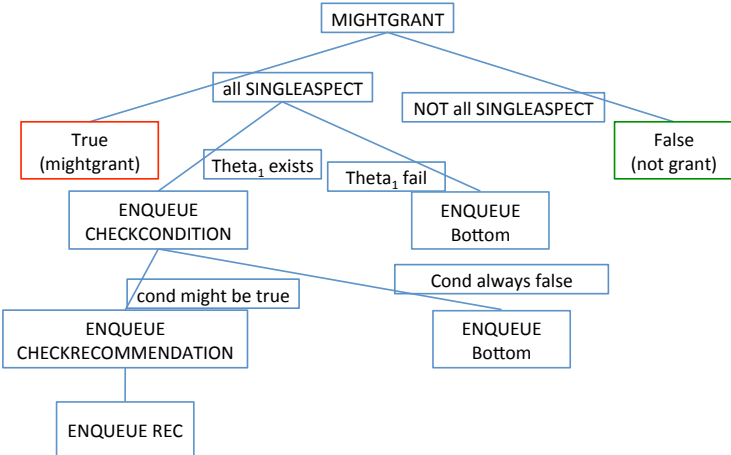 MIGHTGRANT
all SINGLEASPECT
NOT all SINGLEASPECT
True
(mightgrant)
False
(not grant)
Theta₁ exists
Theta₁ fail
ENQUEUE
CHECKCONDITION
ENQUEUE
Bottom
Cond always false
cond might be true
ENQUEUE
CHECKRECOMMENDATION
ENQUEUE
Bottom
ENQUEUE REC